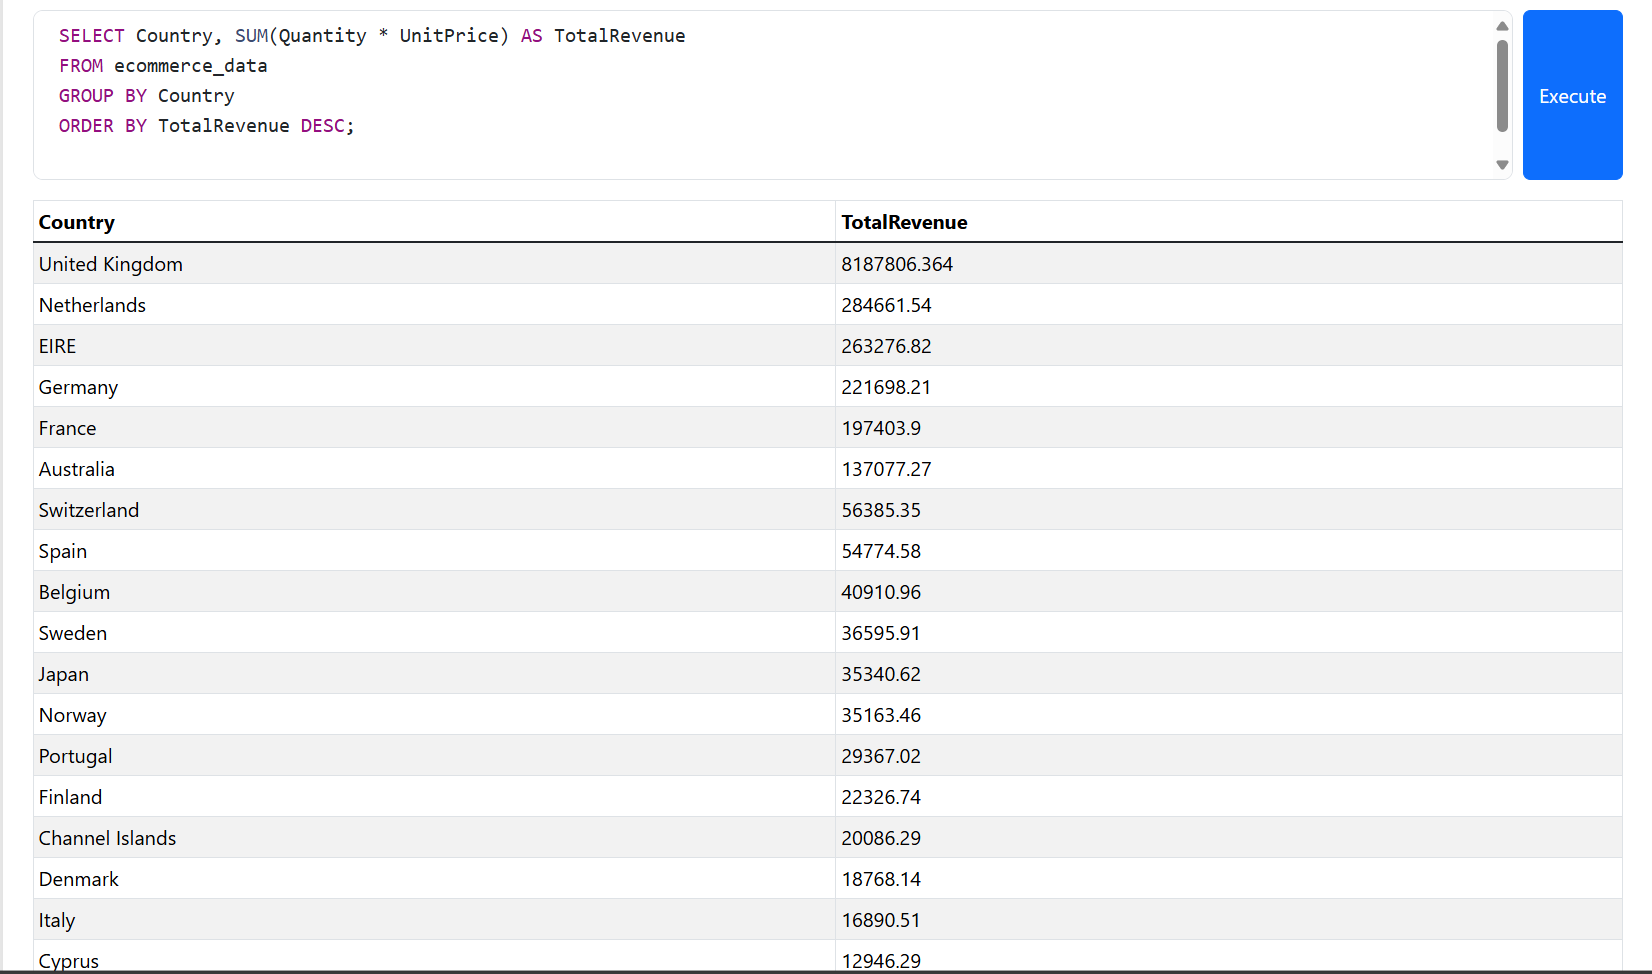 SELECT Country, SUM(Quantity * UnitPrice) AS TotalRevenue
FROM ecommerce_data
GROUP BY Country
ORDER BY TotalRevenue DESC;
Execute
Country TotalRevenue
United Kingdom 8187806.364
Netherlands 284661.54
EIRE 263276.82
Germany 221698.21
France 197403.9
Australia 137077.27
Switzerland 56385.35
Spain 54774.58
Belgium 40910.96
Sweden 36595.91
Japan 35340.62
Norway 35163.46
Portugal 29367.02
Finland 22326.74
Channel Islands 20086.29
Denmark 18768.14
Italy 16890.51
Cyprus 12946.29